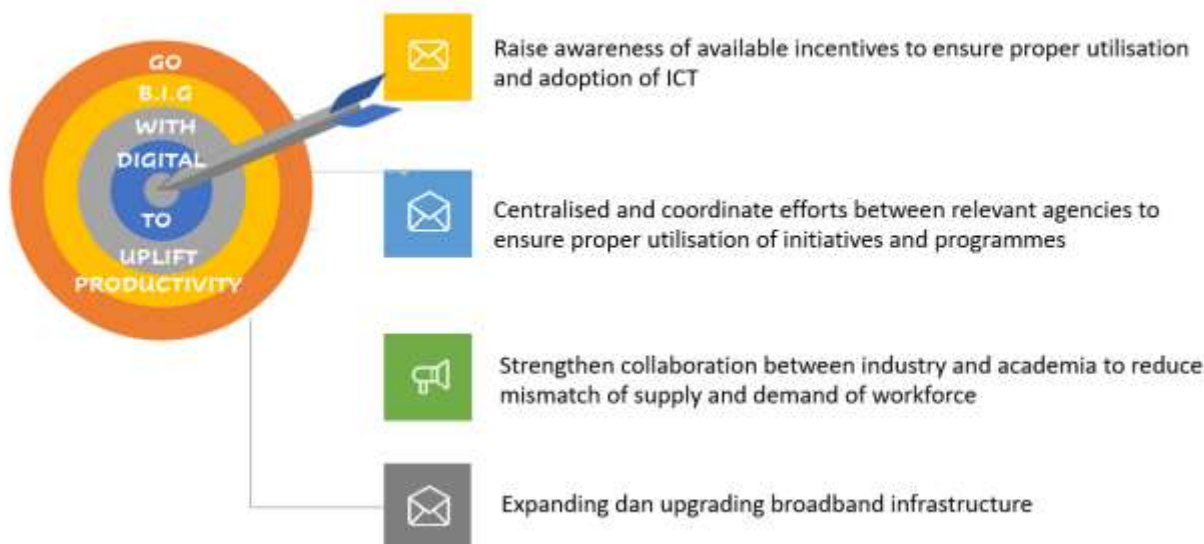 GO
B.I.G
WITH
DIGITAL
TO
UPLIFT
PRODUCTIVITY
Raise awareness of available incentives to ensure proper utilisation
and adoption of ICT
Centralised and coordinate efforts between relevant agencies to
ensure proper utilisation of initiatives and programmes
Strengthen collaboration between industry and academia to reduce
mismatch of supply and demand of workforce
Expanding dan upgrading broadband infrastructure